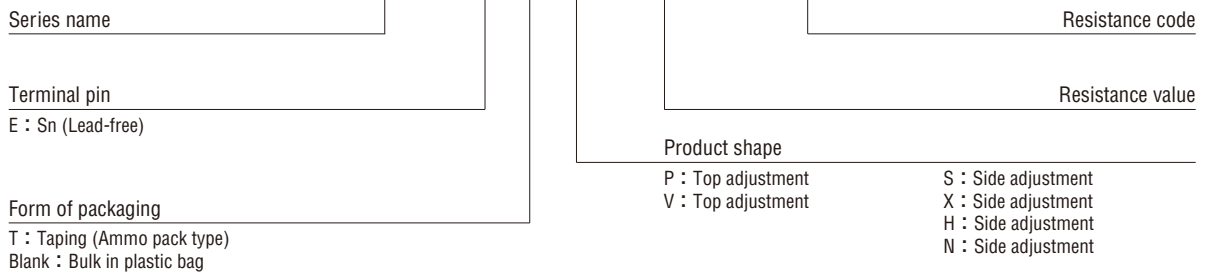 Series name
Resistance code
Terminal pin
E : Sn (Lead-free)
Resistance value
Product shape
P : Top adjustment
V : Top adjustment
S : Side adjustment
X : Side adjustment
H : Side adjustment
N : Side adjustment
Form of packaging
T : Taping (Ammo pack type)
Blank : Bulk in plastic bag